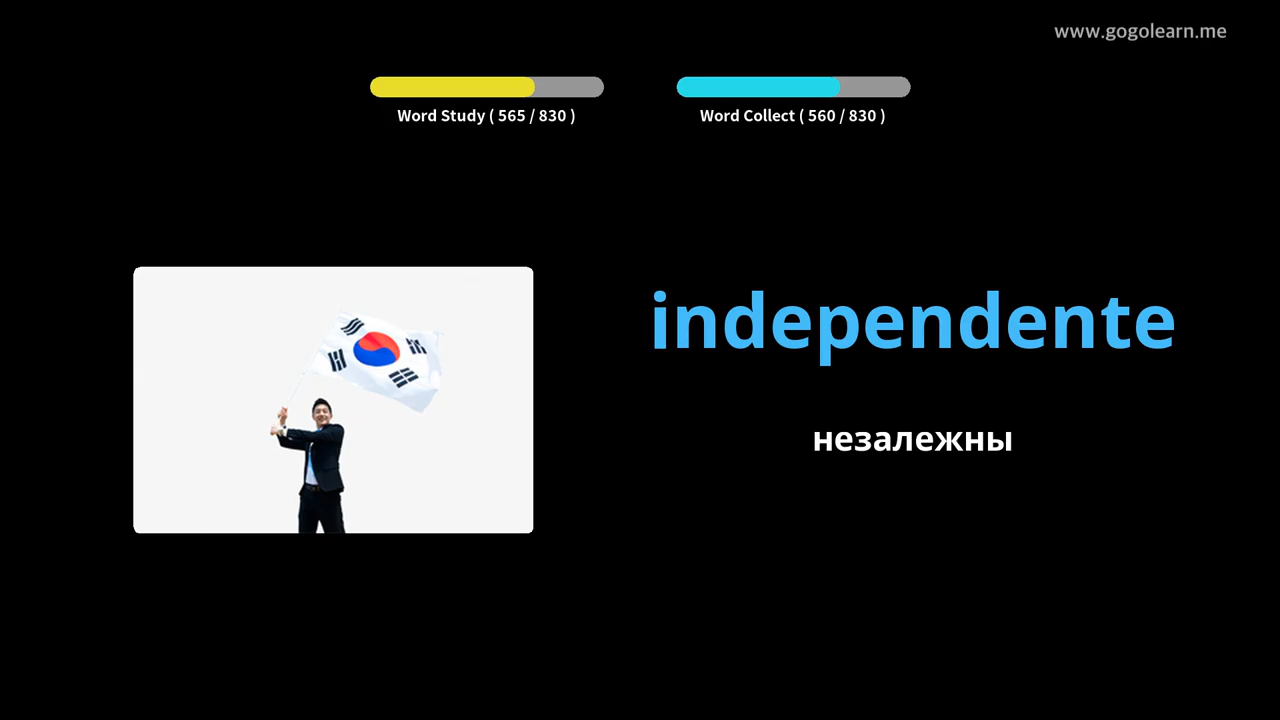 www.gogolearn.me
Word Study ( 565 / 830 )
Word Collect ( 560 / 830 )
independente
незалежны